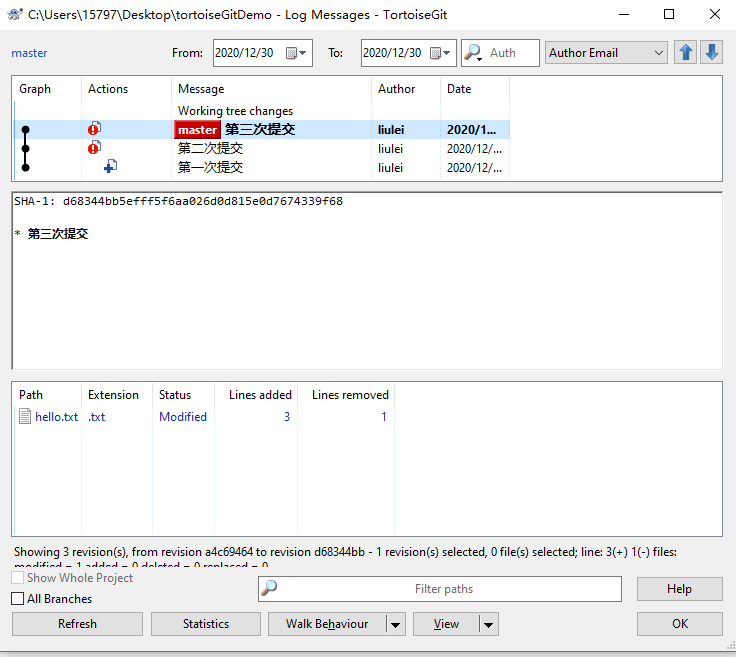 C:\Users\15797\Desktop\tortoiseGitDemo - Log Messages - TortoiseGit
master From: 2020/12/30 To: 2020/12/30 Auth Author Email
Graph Actions Message Author Date
Working tree changes
master 第三次提交 liulei 2020/1...
第二次提交 liulei 2020/12/...
第一次提交 liulei 2020/12/...
SHA-1: d68344bb5efff5f6aa026d0d815e0d7674339f68
* 第三次提交
Path Extension Status Lines added Lines removed
hello.txt .txt Modified 3 1
Showing 3 revision(s), from revision a4c69464 to revision d68344bb - 1 revision(s) selected, 0 file(s) selected; line: 3(+) 1(-) files:
modified = 1 added = 0 deleted = 0 replaced = 0
Show Whole Project
Filter paths Help
All Branches
Refresh Statistics Walk Behaviour View OK